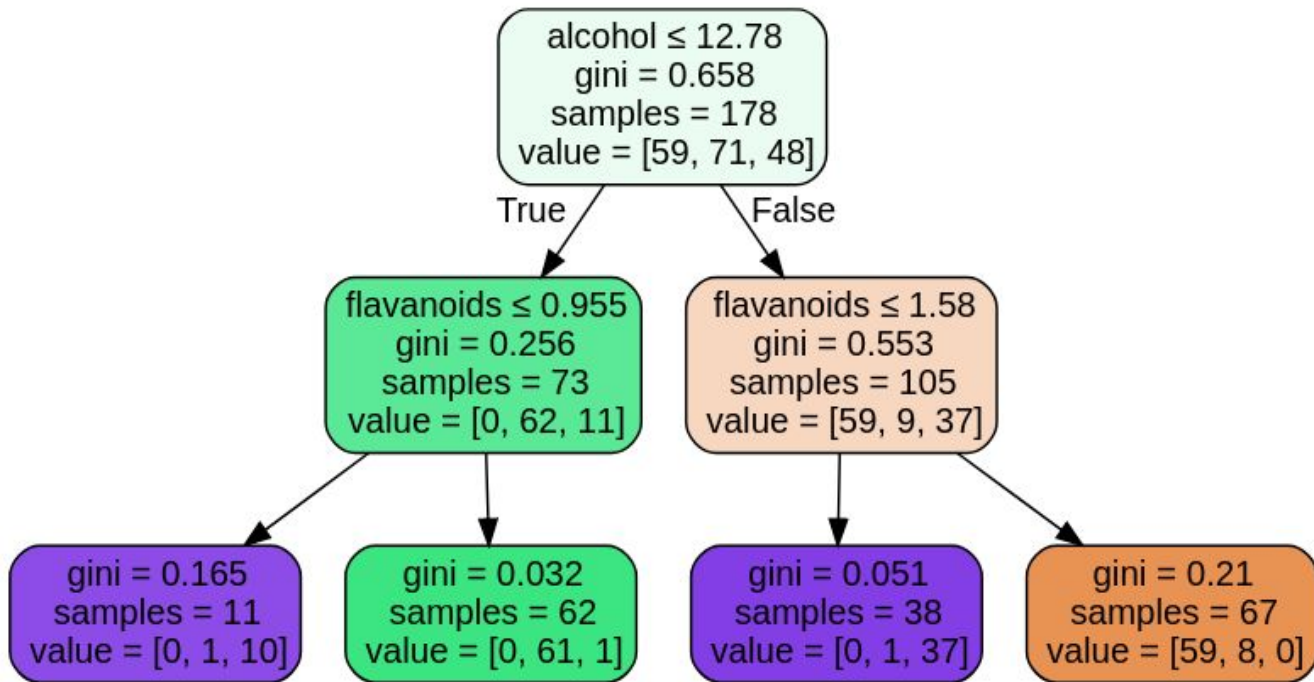 alcohol ≤ 12.78
gini = 0.658
samples = 178
value = [59, 71, 48]
True
False
flavanoids ≤ 0.955
gini = 0.256
samples = 73
value = [0, 62, 11]
flavanoids ≤ 1.58
gini = 0.553
samples = 105
value = [59, 9, 37]
gini = 0.165
samples = 11
value = [0, 1, 10]
gini = 0.032
samples = 62
value = [0, 61, 1]
gini = 0.051
samples = 38
value = [0, 1, 37]
gini = 0.21
samples = 67
value = [59, 8, 0]